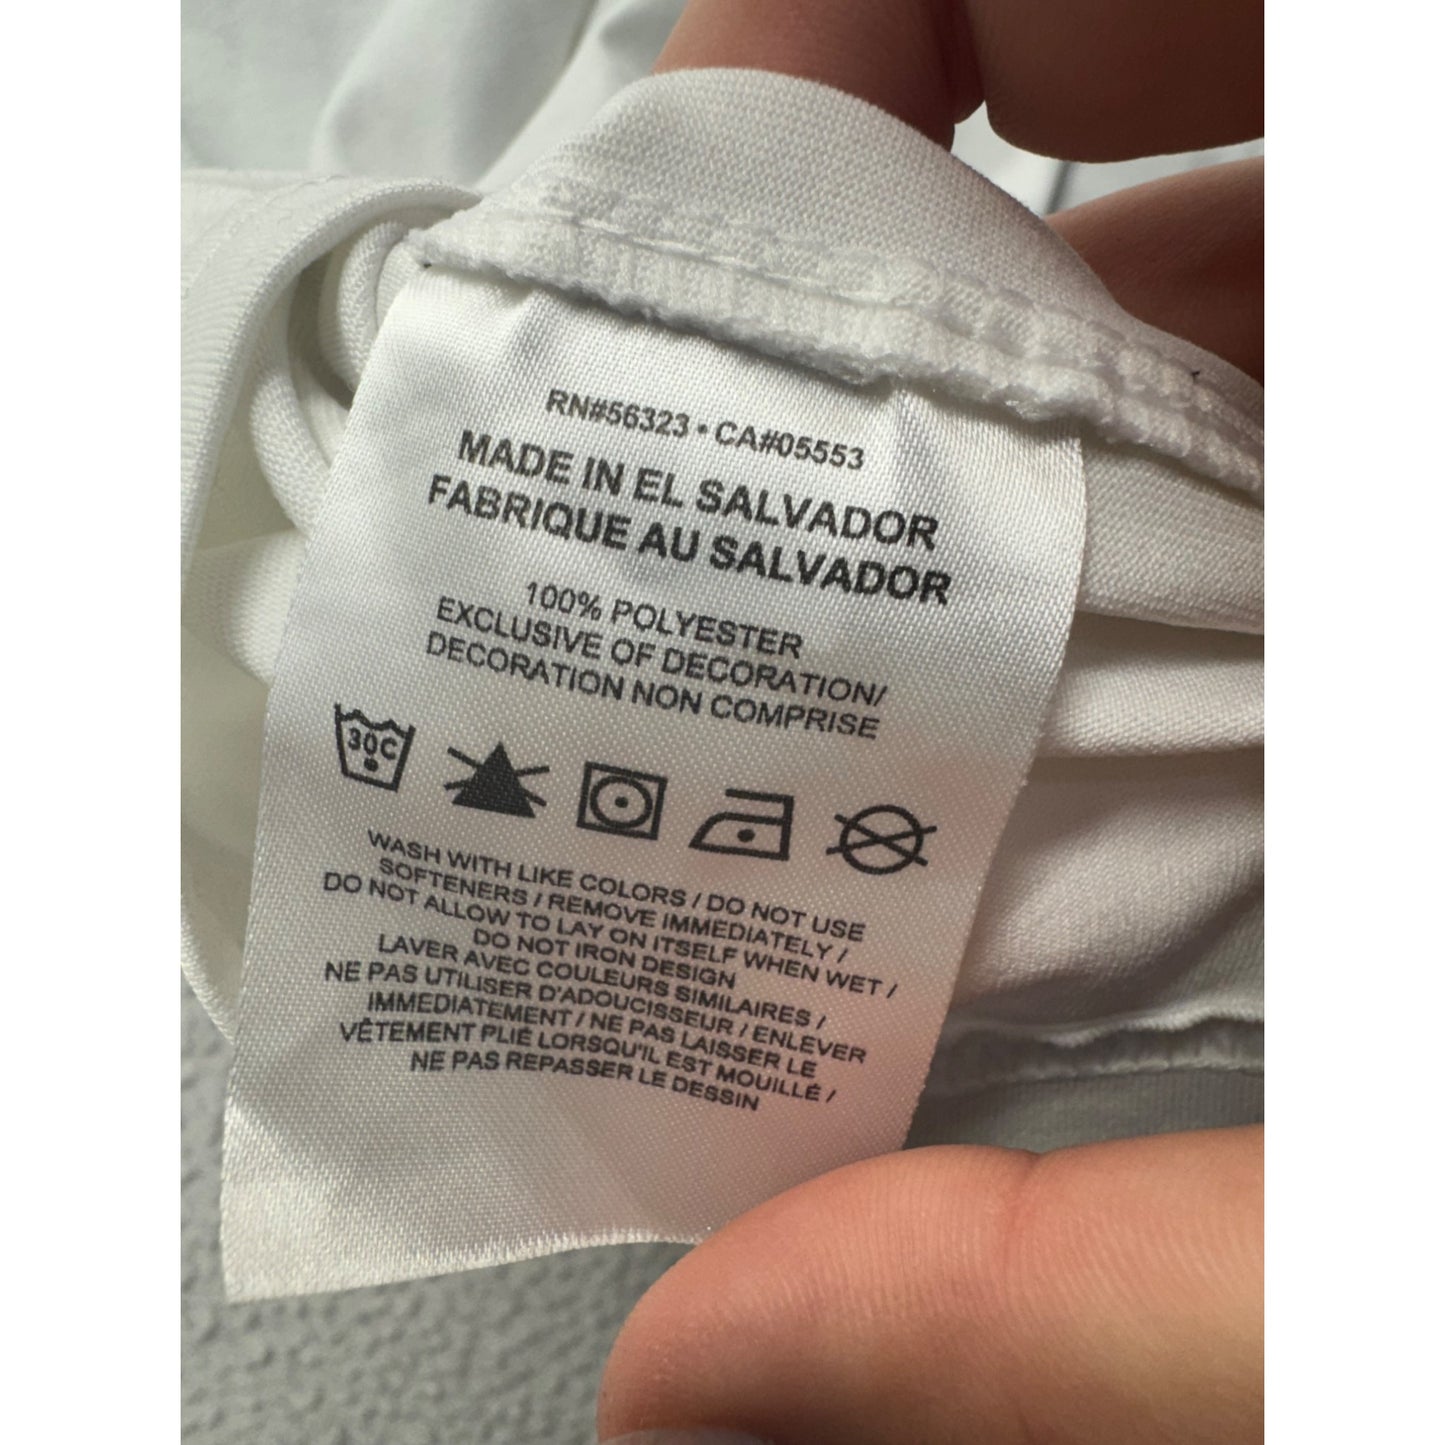 RN#56323 • CA#05553
MADE IN EL SALVADOR
FABRIQUE AU SALVADOR
100% POLYESTER
EXCLUSIVE OF DECORATION/
DECORATION NON COMPRISE
30C
WASH WITH LIKE COLORS / DO NOT USE
SOFTENERS / REMOVE IMMEDIATELY /
DO NOT ALLOW TO LAY ON ITSELF WHEN WET /
DO NOT IRON DESIGN
LAVER AVEC COULEURS SIMILAIRES /
NE PAS UTILISER D'ADOUCISSEUR / ENLEVER
IMMEDIATEMENT / NE PAS LAISSER LE
VÊTEMENT PLIÉ LORSQU'IL EST MOUILLÉ /
NE PAS REPASSER LE DESSIN